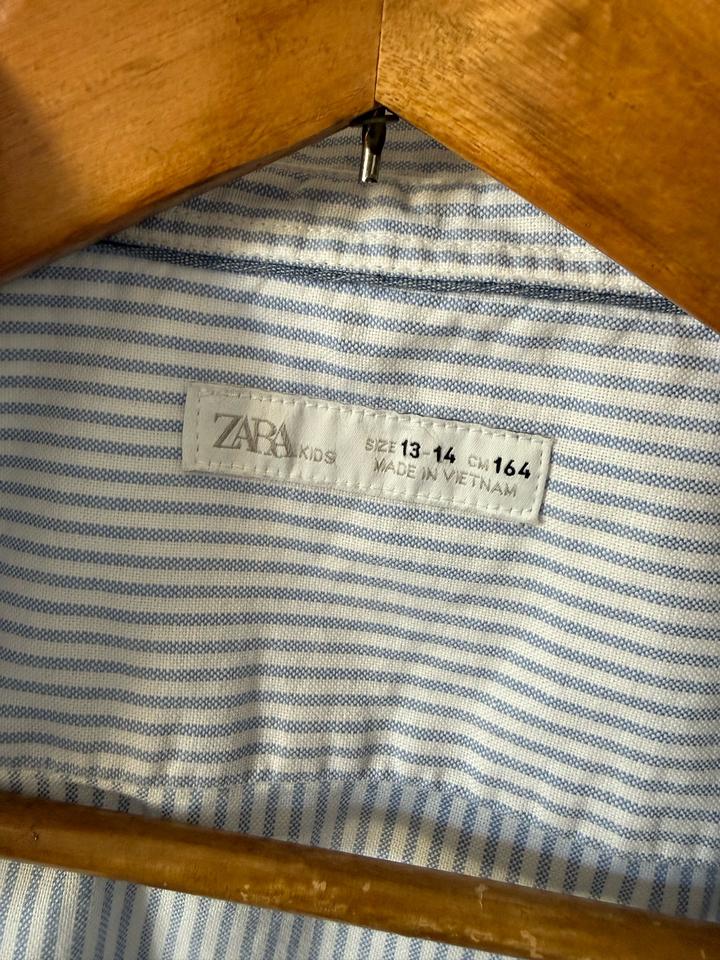 ZARA KIDS SIZE 13-14 CM 164
MADE IN VIETNAM